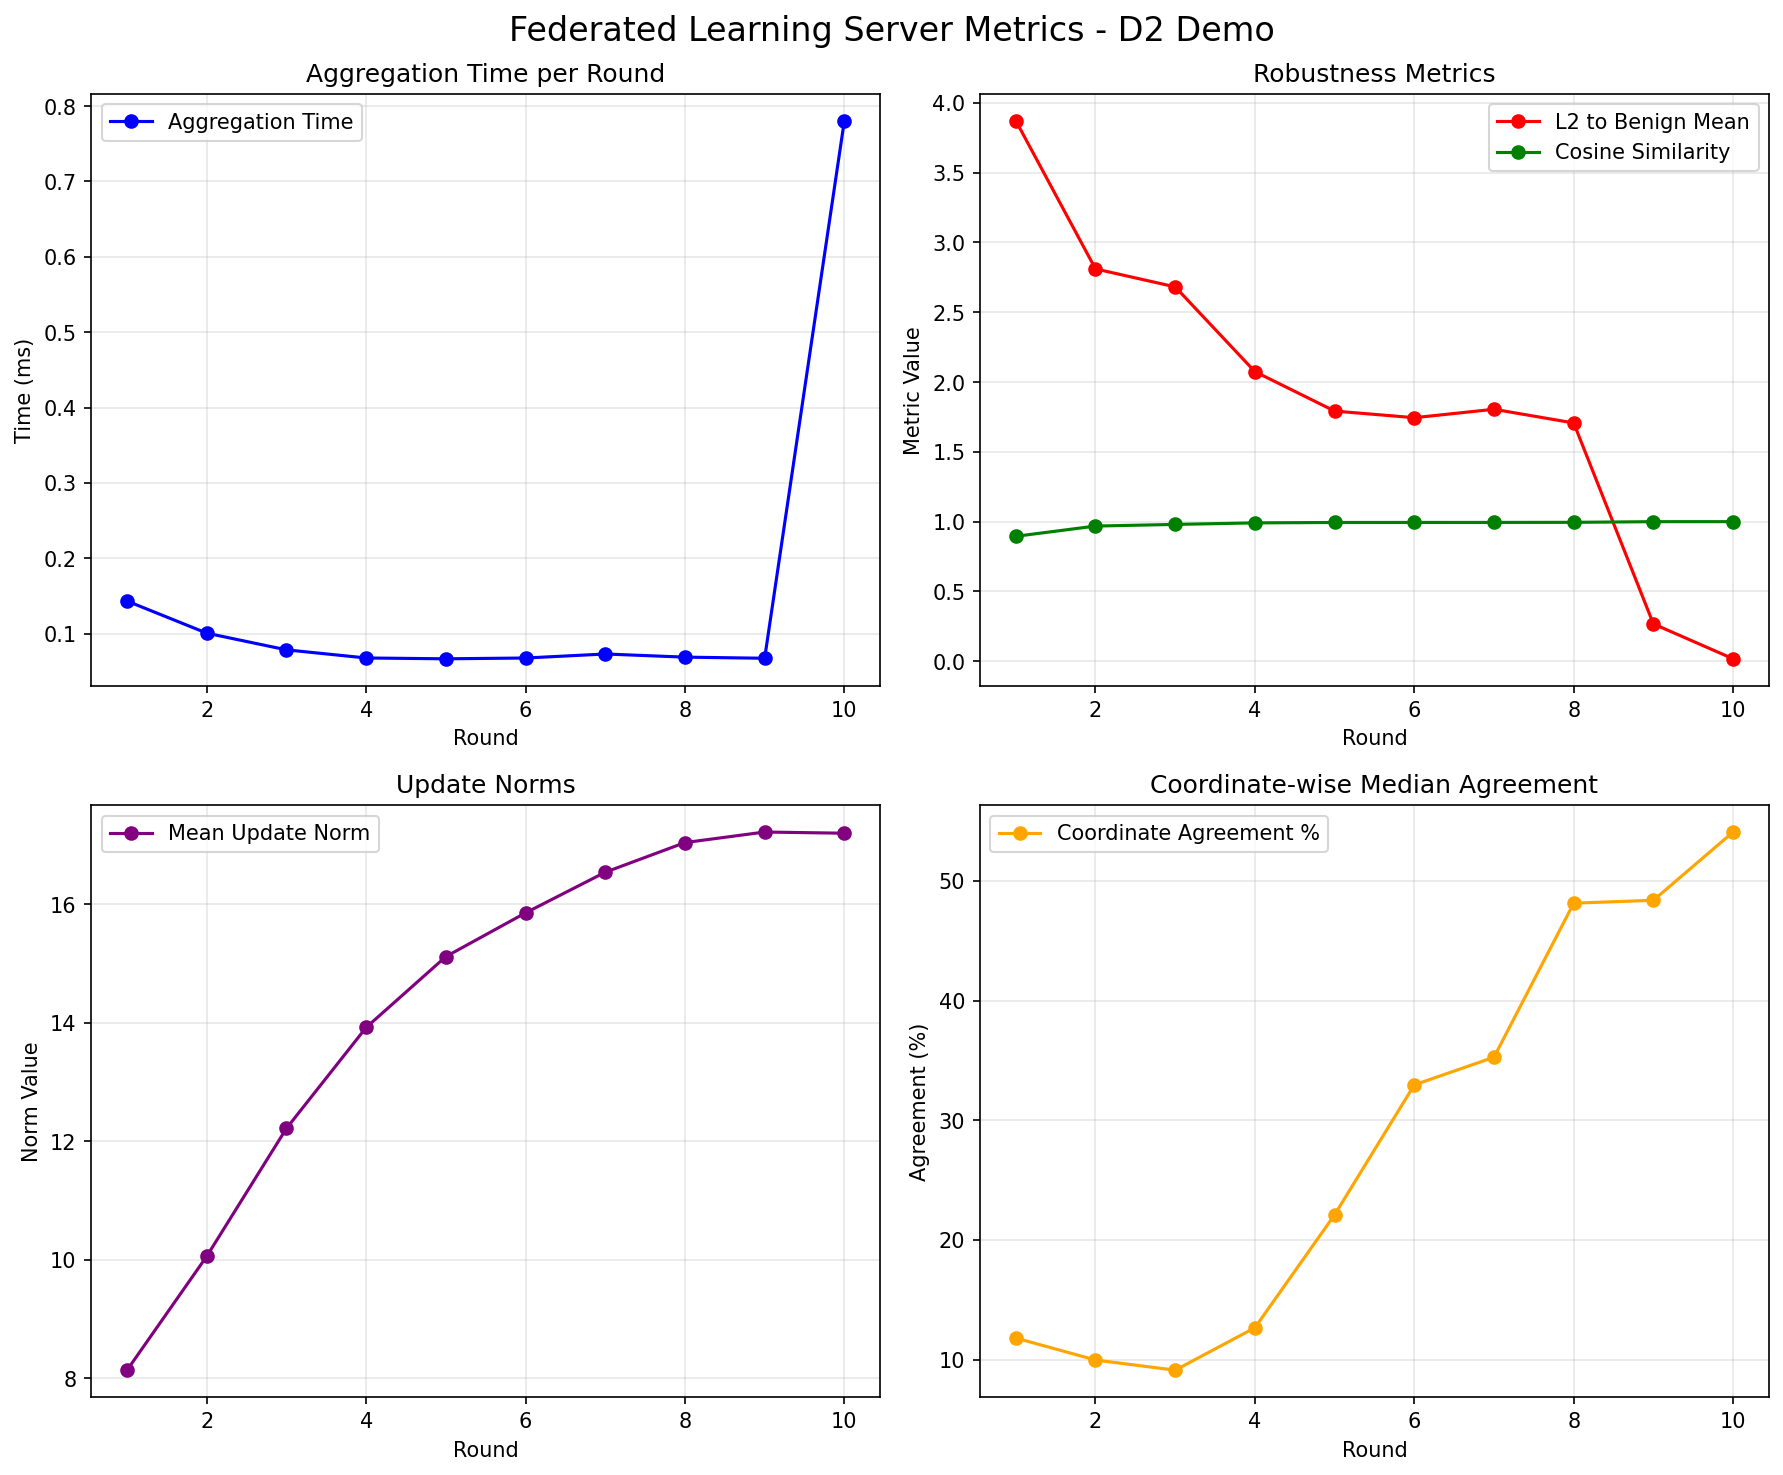 Federated Learning Server Metrics - D2 Demo
Aggregation Time per Round
Aggregation Time
Time (ms)
0.8
0.7
0.6
0.5
0.4
0.3
0.2
0.1
2 4 6 8 10
Round
Robustness Metrics
L2 to Benign Mean
Cosine Similarity
Metric Value
4.0
3.5
3.0
2.5
2.0
1.5
1.0
0.5
0.0
2 4 6 8 10
Round
Update Norms
Mean Update Norm
Norm Value
16
14
12
10
8
2 4 6 8 10
Round
Coordinate-wise Median Agreement
Coordinate Agreement %
Agreement (%)
50
40
30
20
10
2 4 6 8 10
Round